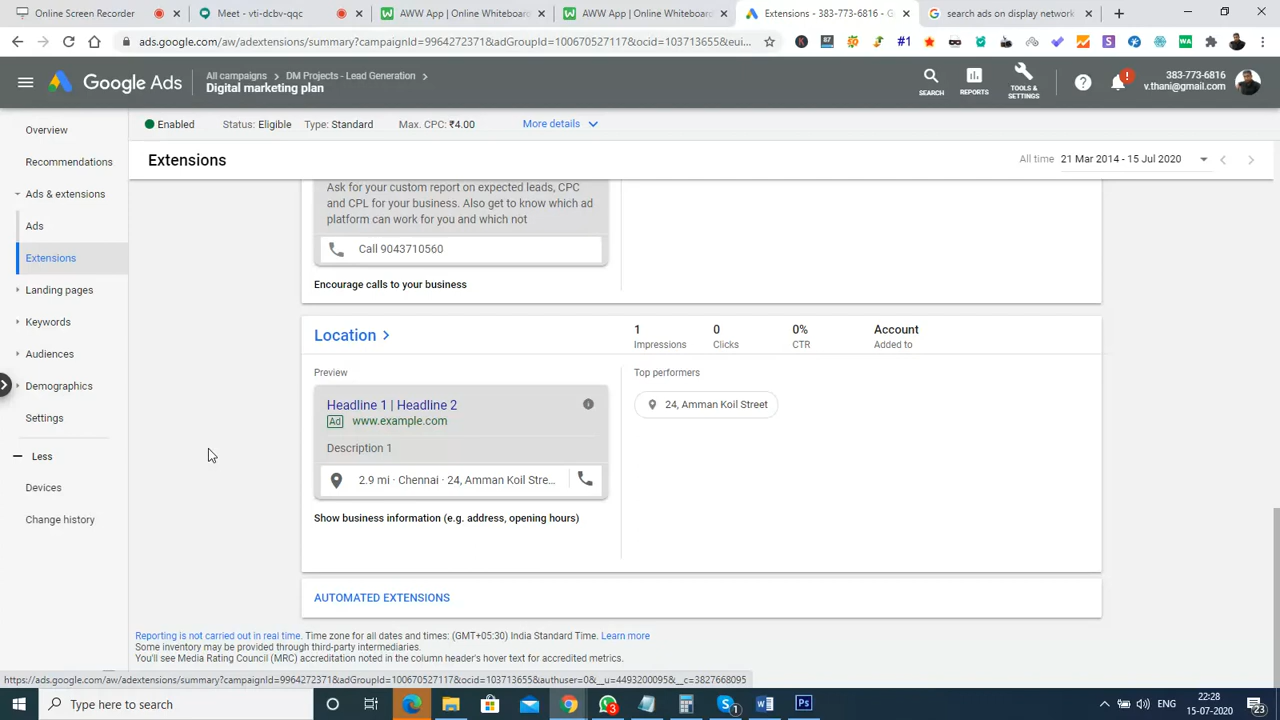 Online Screen Recorder
Meet - vti-dcbv-qqc
AWW App | Online Whiteboard
AWW App | Online Whiteboard
Extensions - 383-773-6816 - G
search ads on display network
ads.google.com/aw/adextensions/summary?campaignId=9964272371&adGroupId=100670527117&ocid=103713655&eui...
Google Ads
All campaigns
DM Projects - Lead Generation
Digital marketing plan
SEARCH
REPORTS
TOOLS &
SETTINGS
383-773-6816
v.thani@gmail.com
Enabled
Status: Eligible
Type: Standard
Max. CPC: ₹4.00
More details
Extensions
All time
21 Mar 2014 - 15 Jul 2020
Overview
Recommendations
Ads & extensions
Ads
Extensions
Landing pages
Keywords
Audiences
Demographics
Settings
Less
Devices
Change history
Ask for your custom report on expected leads, CPC
and CPL for your business. Also get to know which ad
platform can work for you and which not
Call 9043710560
Encourage calls to your business
Location
1
Impressions
0
Clicks
0%
CTR
Account
Added to
Preview
Headline 1 | Headline 2
Ad www.example.com
Description 1
2.9 mi · Chennai · 24, Amman Koil Stre...
Show business information (e.g. address, opening hours)
Top performers
24, Amman Koil Street
AUTOMATED EXTENSIONS
Reporting is not carried out in real time. Time zone for all dates and times: (GMT+05:30) India Standard Time. Learn more
Some inventory may be provided through third-party intermediaries.
You'll see Media Rating Council (MRC) accreditation noted in the column header's hover text for accredited metrics.
https://ads.google.com/aw/adextensions/summary?campaignId=9964272371&adGroupId=100670527117&ocid=103713655&authuser=0&__u=4493200095&__c=3827668095
Type here to search
ENG
22:28
15-07-2020